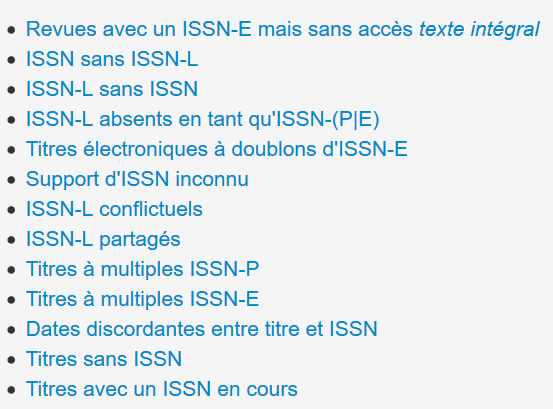 Revues avec un ISSN-E mais sans accès texte intégral
ISSN sans ISSN-L
ISSN-L sans ISSN
ISSN-L absents en tant qu'ISSN-(P|E)
Titres électroniques à doublons d'ISSN-E
Support d'ISSN inconnu
ISSN-L conflictuels
ISSN-L partagés
Titres à multiples ISSN-P
Titres à multiples ISSN-E
Dates discordantes entre titre et ISSN
Titres sans ISSN
Titres avec un ISSN en cours